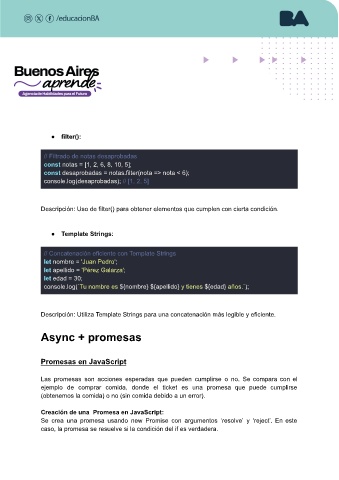 /educacionBA
BA
Buenos Aires
aprende
Agencia de Habilidades para el Futuro
● filter():
// Filtrado de notas desaprobadas
const notas = [1, 2, 6, 8, 10, 5];
const desaprobadas = notas.filter(nota => nota < 6);
console.log(desaprobadas); // [1, 2, 5]
Descripción: Uso de filter() para obtener elementos que cumplen con cierta condición.
● Template Strings:
// Concatenación eficiente con Template Strings
let nombre = 'Juan Pedro';
let apellido = 'Pérez Galarza';
let edad = 30;
console.log(`Tu nombre es ${nombre} ${apellido} y tienes ${edad} años.`);
Descripción: Utiliza Template Strings para una concatenación más legible y eficiente.
Async + promesas
Promesas en JavaScript
Las promesas son acciones esperadas que pueden cumplirse o no. Se compara con el
ejemplo de comprar comida, donde el ticket es una promesa que puede cumplirse
(obtenemos la comida) o no (sin comida debido a un error).
Creación de una Promesa en JavaScript:
Se crea una promesa usando new Promise con argumentos 'resolve' y 'reject'. En este
caso, la promesa se resuelve si la condición del if es verdadera.